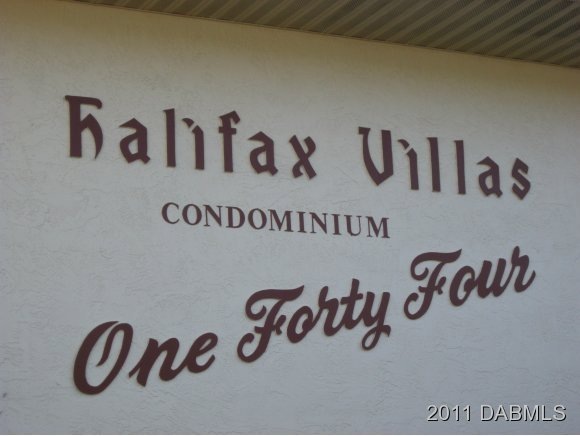 Halifax Villas
CONDOMINIUM
One Forty Four
2011 DABMLS